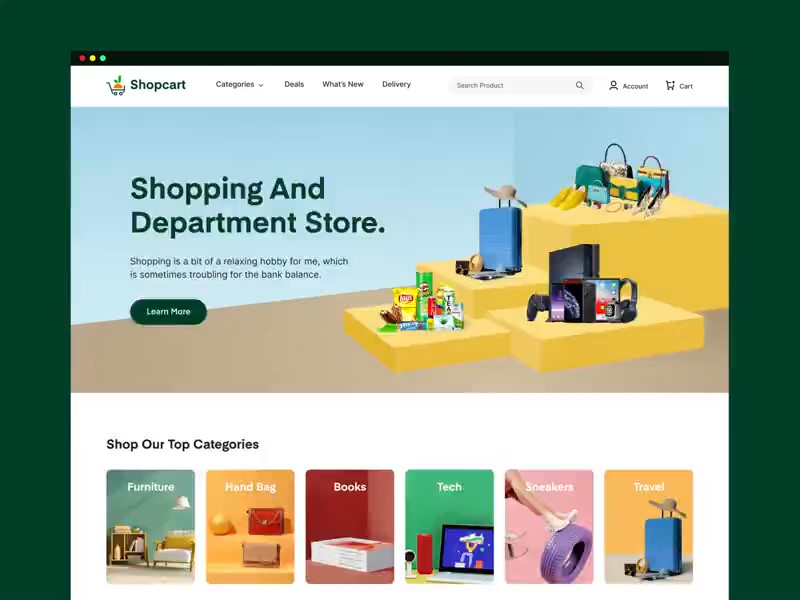 Shopcart
Categories
Deals
What's New
Delivery
Search Product
Account
Cart
Shopping And
Department Store.
Shopping is a bit of a relaxing hobby for me, which
is sometimes troubling for the bank balance.
Learn More
Lay's
Shop Our Top Categories
Furniture
Hand Bag
Books
Tech
Sneakers
Travel